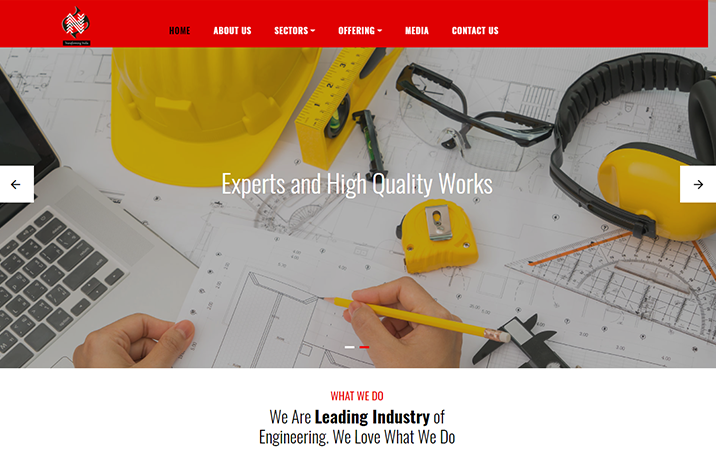 HOME ABOUT US SECTORS OFFERING MEDIA CONTACT US
Experts and High Quality Works
WHAT WE DO
We Are Leading Industry of
Engineering. We Love What We Do